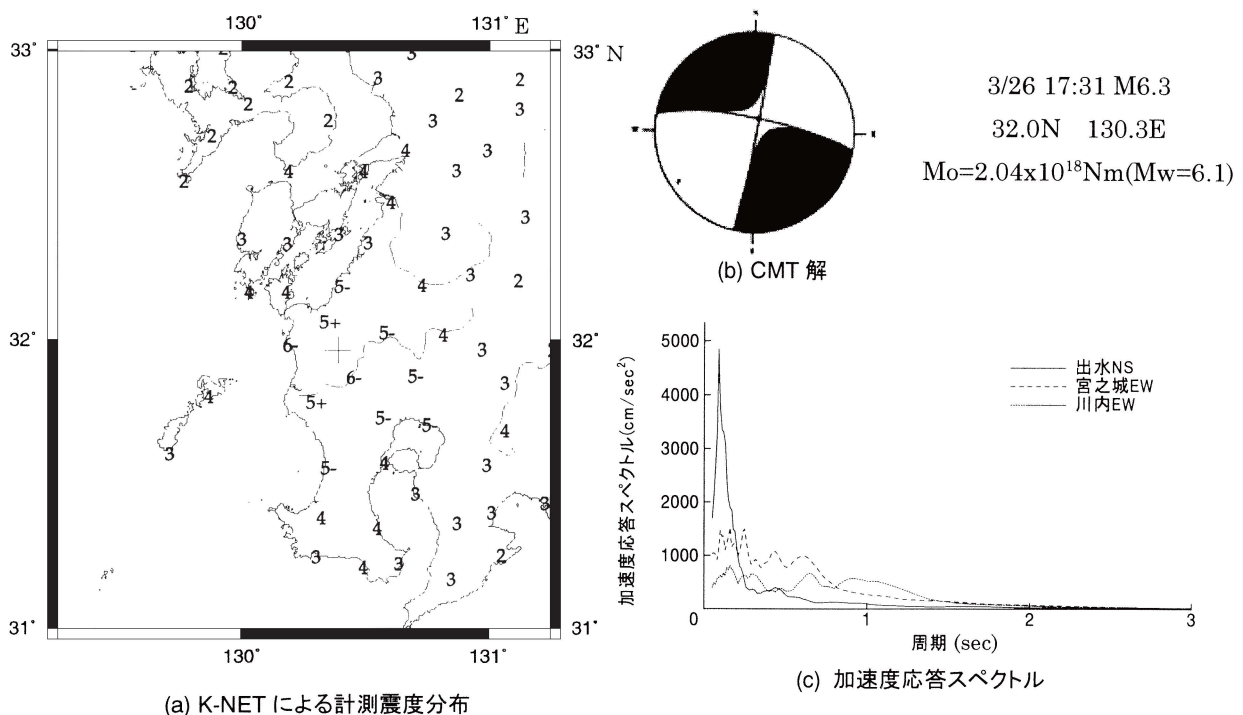 130° 131° E
33° 33° N
2 3
2 2 2 3 2
2 2 3
2 2 3
4 3
2 4 4 3
4 3
3 3 3 3 3
4 4 5- 4 3 2
5+ 5- 4
32° 6- 3 32°
6- 5- 3
4 5+
5- 5- 4
3 5- 4 3
3 3
4 4 3 3
3 4 3 2
3
31° 31°
130° 131°
(a) K-NET による計測震度分布
3/26 17:31 M6.3
32.0N 130.3E
Mo=2.04x10¹⁸Nm(Mw=6.1)
(b) CMT 解
加速度応答スペクトル(cm/sec²)
5000
4000
3000
2000
1000
0
出水NS
宮之城EW
川内EW
0 1 2 3
周期 (sec)
(c) 加速度応答スペクトル